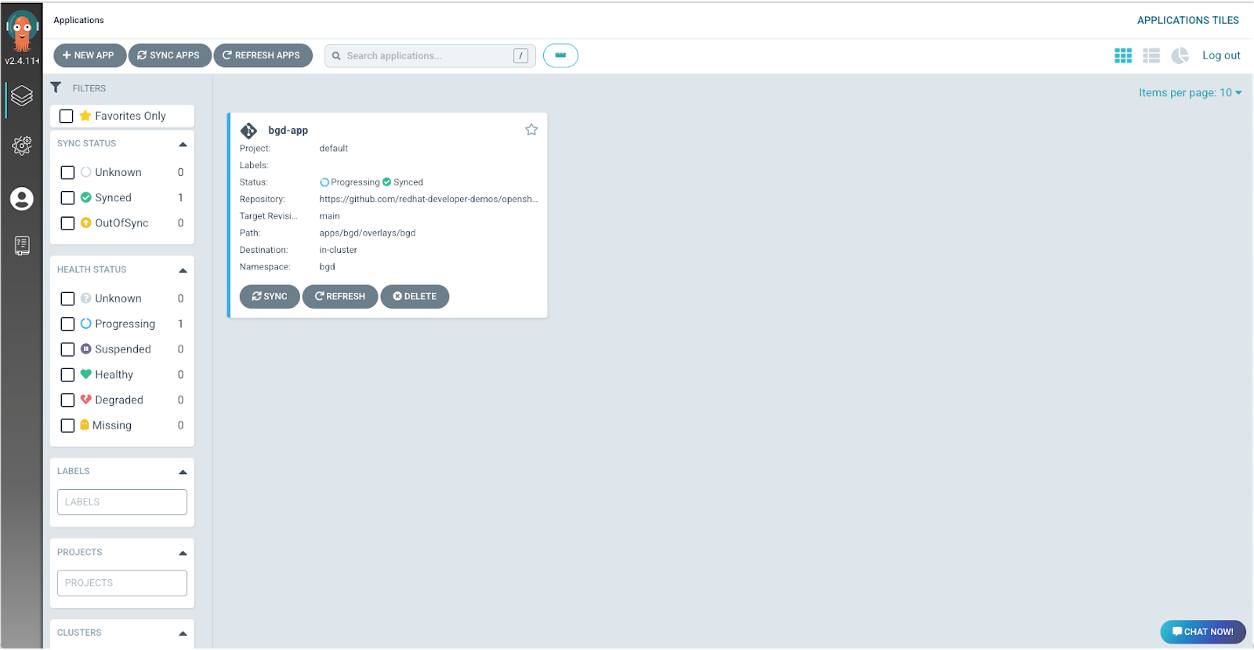 Applications
APPLICATIONS TILES
v2.4.11+
NEW APP
SYNC APPS
REFRESH APPS
Search applications...
/
Log out
FILTERS
Items per page: 10
Favorites Only
SYNC STATUS
Unknown 0
Synced 1
OutOfSync 0
HEALTH STATUS
Unknown 0
Progressing 1
Suspended 0
Healthy 0
Degraded 0
Missing 0
LABELS
LABELS
PROJECTS
PROJECTS
CLUSTERS
bgd-app
Project: default
Labels:
Status: Progressing Synced
Repository: https://github.com/redhat-developer-demos/opensh...
Target Revisi... main
Path: apps/bgd/overlays/bgd
Destination: in-cluster
Namespace: bgd
SYNC
REFRESH
DELETE
CHAT NOW!